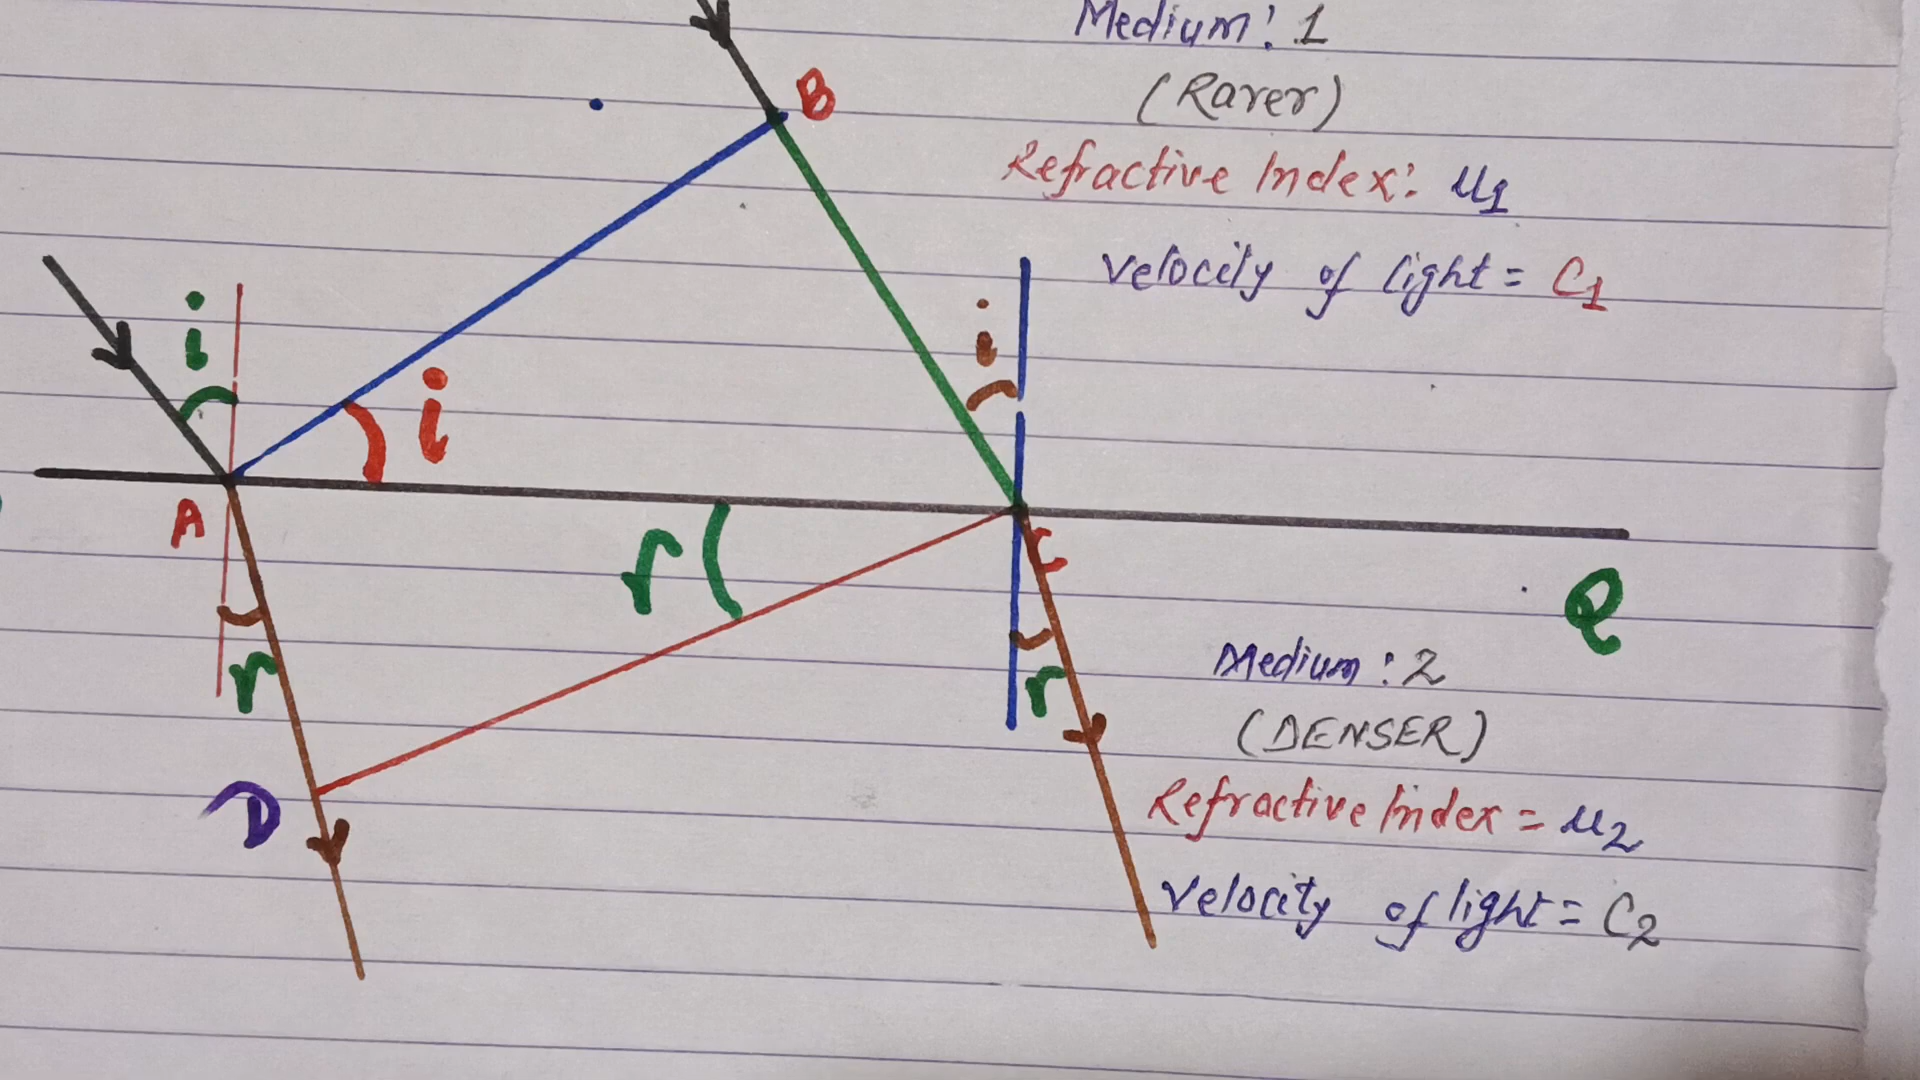 Medium: 1
(Rarer)
Refractive Index: μ1
Velocity of light = C1
B
i
i
i
A
C
r
Q
r
r
D
Medium: 2
(DENSER)
Refractive Index = μ2
Velocity of light = C2